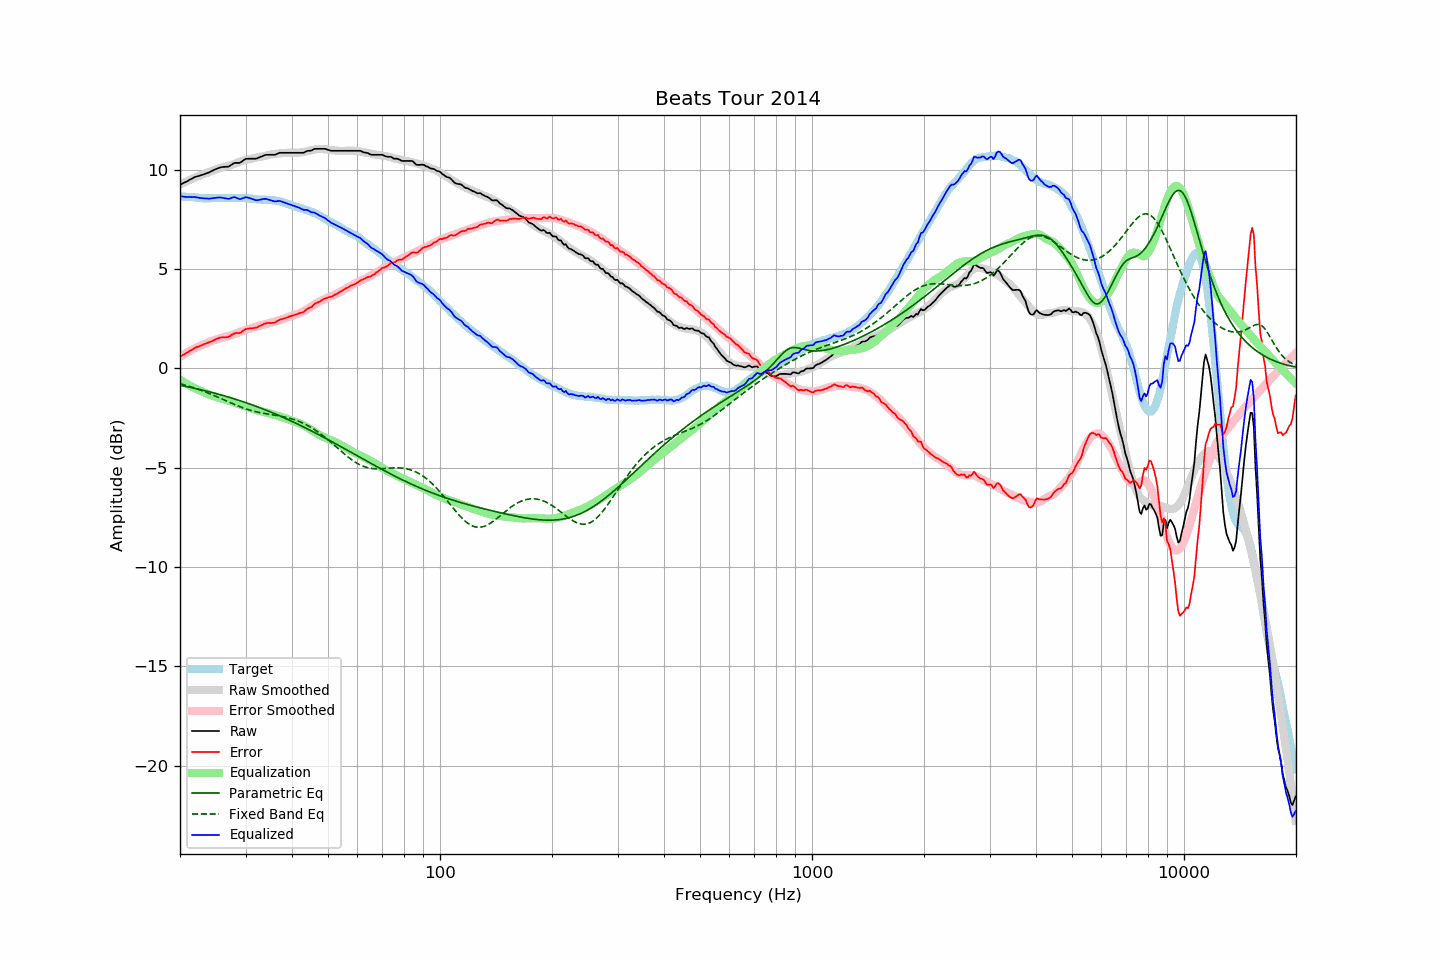 Beats Tour 2014
10
5
0
−5
−10
−15
−20
Amplitude (dBr)
Target
Raw Smoothed
Error Smoothed
Raw
Error
Equalization
Parametric Eq
Fixed Band Eq
Equalized
100
1000
10000
Frequency (Hz)